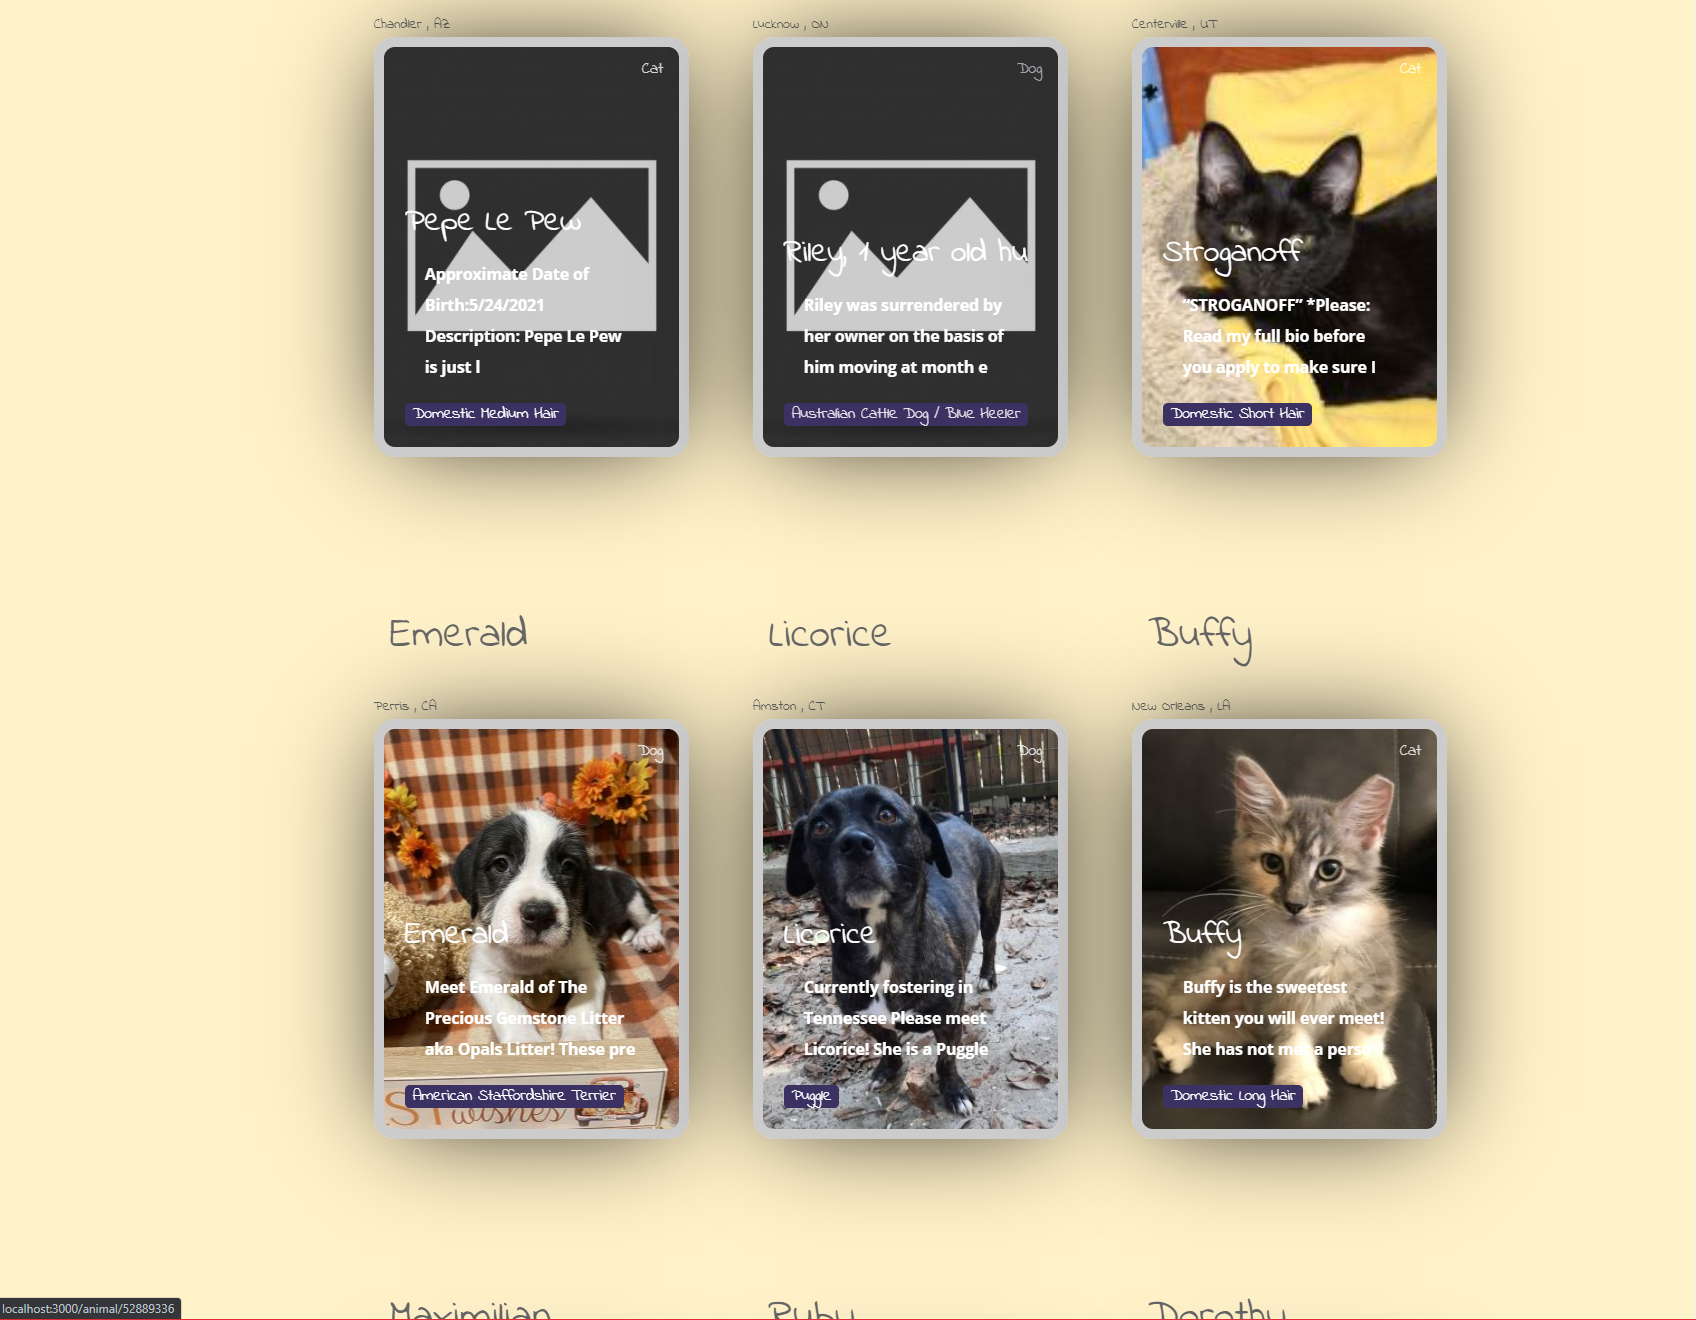 Chandler , AZ
Lucknow , ON
Centerville , UT
Cat
Pepe Le Pew
Approximate Date of
Birth:5/24/2021
Description: Pepe Le Pew
is just l
Domestic Medium Hair
Dog
Riley, 1 year old hu
Riley was surrendered by
her owner on the basis of
him moving at month e
Australian Cattle Dog / Blue Heeler
Cat
Stroganoff
“STROGANOFF” *Please:
Read my full bio before
you apply to make sure I
Domestic Short Hair
Emerald
Licorice
Buffy
Perris , CA
Amston , CT
New Orleans , LA
Dog
Emerald
Meet Emerald of The
Precious Gemstone Litter
aka Opals Litter! These pre
American Staffordshire Terrier
ST wishes
Dog
Licorice
Currently fostering in
Tennessee Please meet
Licorice! She is a Puggle
Puggle
Cat
Buffy
Buffy is the sweetest
kitten you will ever meet!
She has not met a perso
Domestic Long Hair
Maximilian
Ruby
Dorothy
localhost:3000/animal/52889336